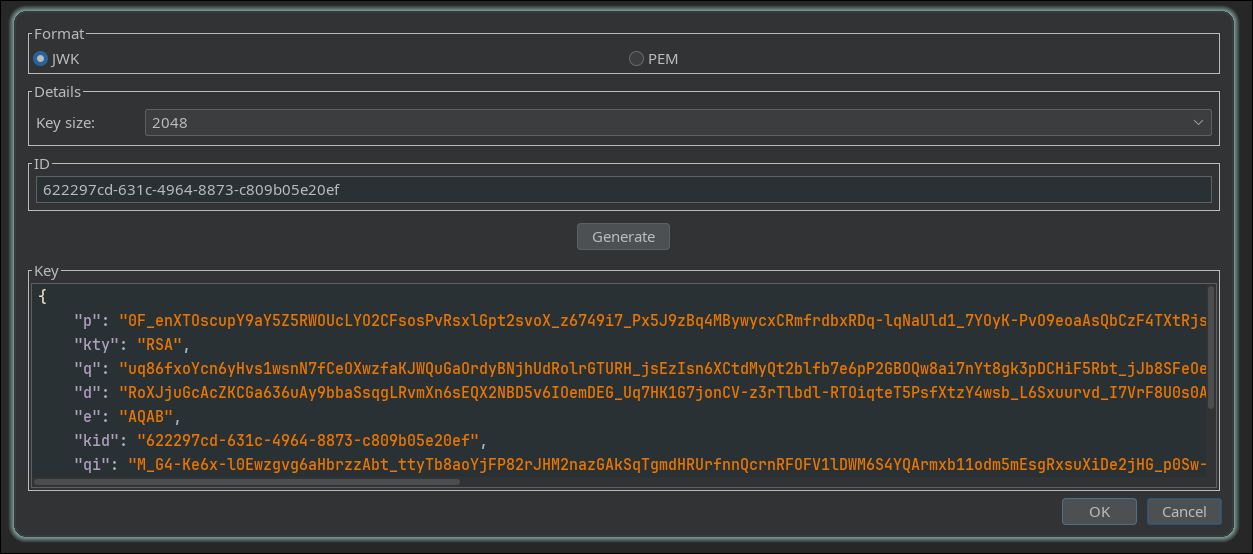 Format
JWK
PEM
Details
Key size:
2048
ID
622297cd-631c-4964-8873-c809b05e20ef
Generate
Key
{
"p": "0F_enXTOscupY9aY5Z5RWOUcLYO2CFsosPvRsxlGpt2svoX_z6749i7_Px5J9zBq4MBywycxCRmfrdbxRDq-lqNaUld1_7YOyK-PvO9eoaAsQbCzF4TXtRjs
"kty": "RSA",
"q": "uq86fxoYcn6yHvs1wsnN7fCeOXwzfaKJWQuGaOrdyBNjhUdRolrGTURH_jsEzIsn6XCtdMyQt2blfb7e6pP2GBOQw8ai7nYt8gk3pDCHiF5Rbt_jJb8SFeOe
"d": "RoXJjuGcAcZKCGa636uAy9bbaSsqgLRvmXn6sEQX2NBD5v6IOemDEG_Uq7HK1G7jonCV-z3rTlbdl-RTOiqteT5PsfXtzY4wsb_L6Sxuurvd_I7VrF8U0s0A
"e": "AQAB",
"kid": "622297cd-631c-4964-8873-c809b05e20ef",
"qi": "M_G4-Ke6x-l0Ewzgvg6aHbrzzAbt_ttyTb8aoYjFP82rJHM2nazGAkSqTgmdHRUrfnnQcrnRFOFV1lDWM6S4YQArmxb11odm5mEsgRxsuXiDe2jHG_p0Sw-
OK
Cancel